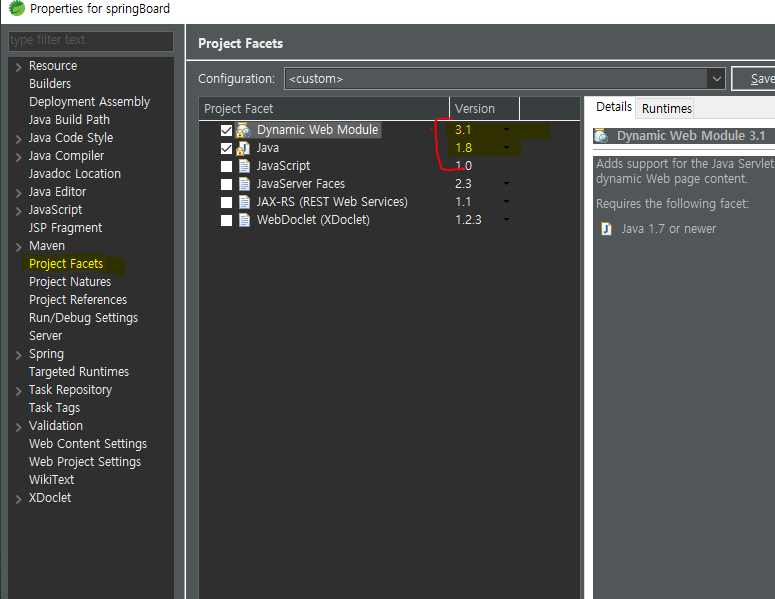 Properties for springBoard
type filter text
Resource
Builders
Deployment Assembly
Java Build Path
Java Code Style
Java Compiler
Javadoc Location
Java Editor
JavaScript
JSP Fragment
Maven
Project Facets
Project Natures
Project References
Run/Debug Settings
Server
Spring
Targeted Runtimes
Task Repository
Task Tags
Validation
Web Content Settings
Web Project Settings
WikiText
XDoclet
Project Facets
Configuration: <custom> Save
Project Facet Version
Dynamic Web Module 3.1
Java 1.8
JavaScript 1.0
JavaServer Faces 2.3
JAX-RS (REST Web Services) 1.1
WebDoclet (XDoclet) 1.2.3
Details Runtimes
Dynamic Web Module 3.1
Adds support for the Java Servlet
dynamic Web page content.
Requires the following facet:
Java 1.7 or newer